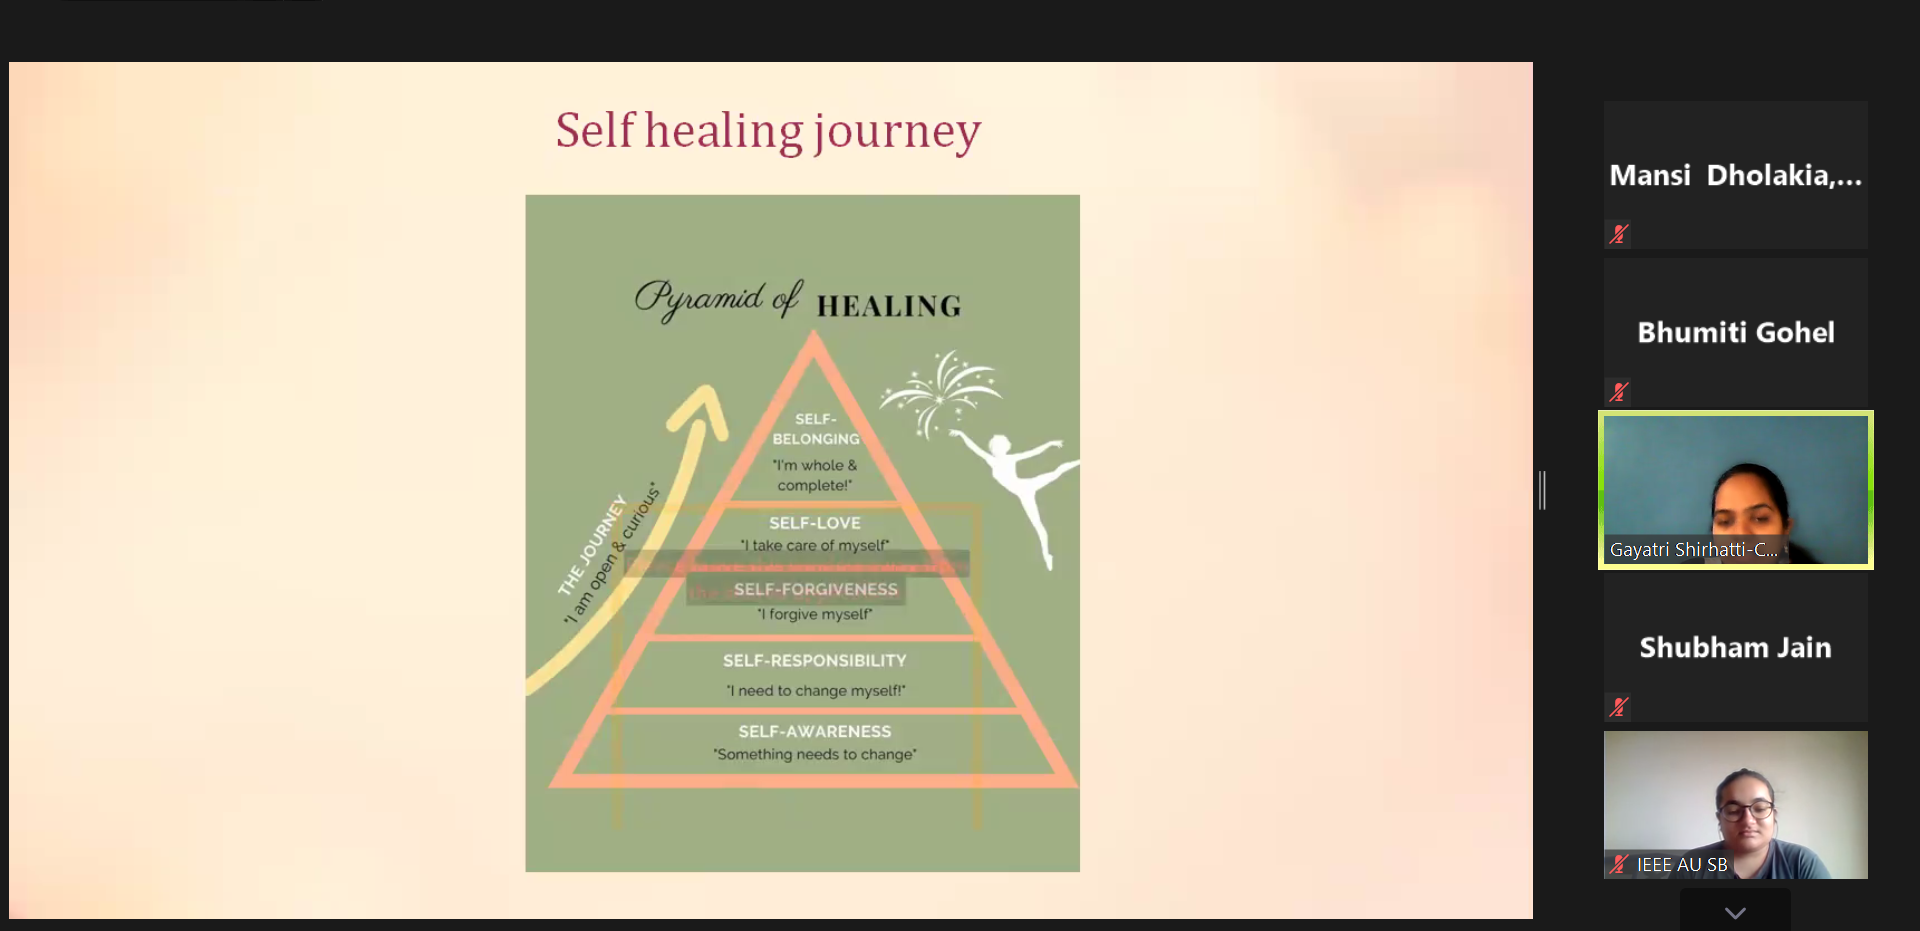 Self healing journey
Pyramid of HEALING
SELF-
BELONGING
"I'm whole &
complete!"
THE JOURNEY
"I am open & curious"
SELF-LOVE
"I take care of myself"
SELF-FORGIVENESS
"I forgive myself"
SELF-RESPONSIBILITY
"I need to change myself!"
SELF-AWARENESS
"Something needs to change"
Mansi Dholakia,...
Bhumiti Gohel
Gayatri Shirhatti-C...
Shubham Jain
IEEE AU SB